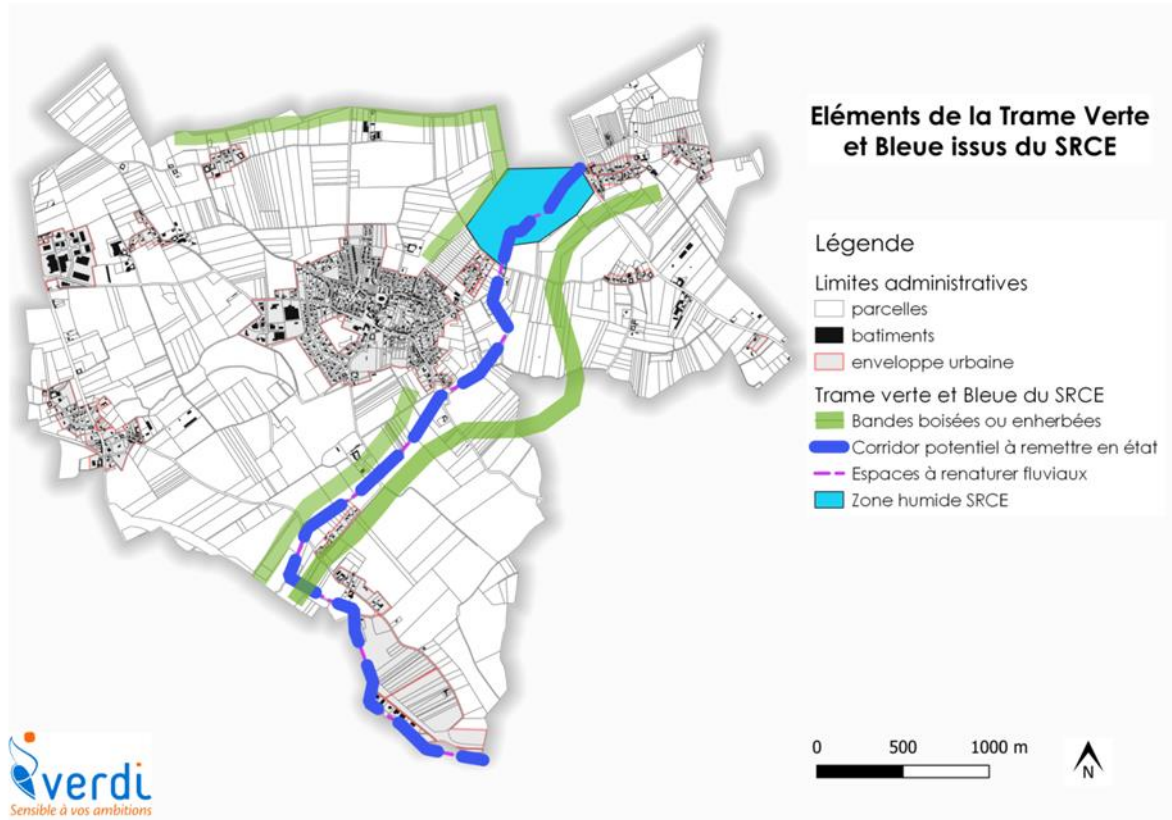 Eléments de la Trame Verte
et Bleue issus du SRCE
Légende
Limites administratives
parcelles
batiments
enveloppe urbaine
Trame verte et Bleue du SRCE
Bandes boisées ou enherbées
Corridor potentiel à remettre en état
Espaces à renaturer fluviaux
Zone humide SRCE
0 500 1000 m
N
verdi
Sensible à vos ambitions